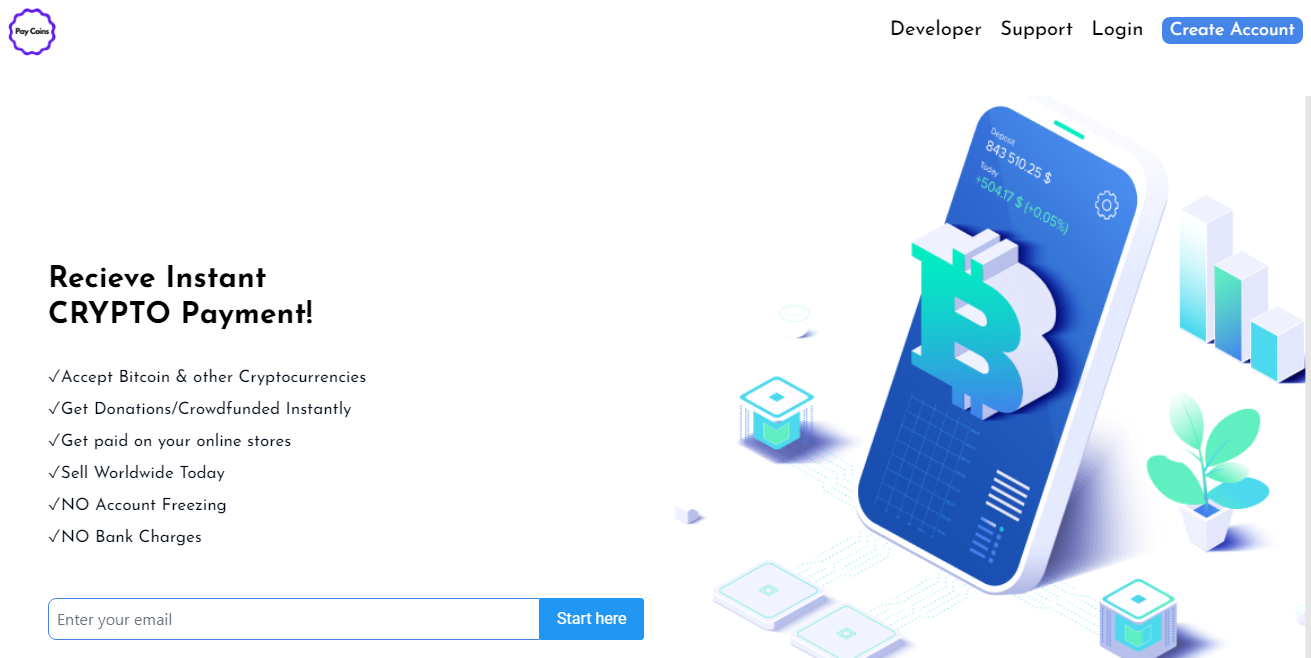 Pay Coins
Developer Support Login Create Account
Deposit
843 510.25 $
Today
+504.17 $ (+0.05%)
Recieve Instant
CRYPTO Payment!
✓Accept Bitcoin & other Cryptocurrencies
✓Get Donations/Crowdfunded Instantly
✓Get paid on your online stores
✓Sell Worldwide Today
✓NO Account Freezing
✓NO Bank Charges
Enter your email
Start here